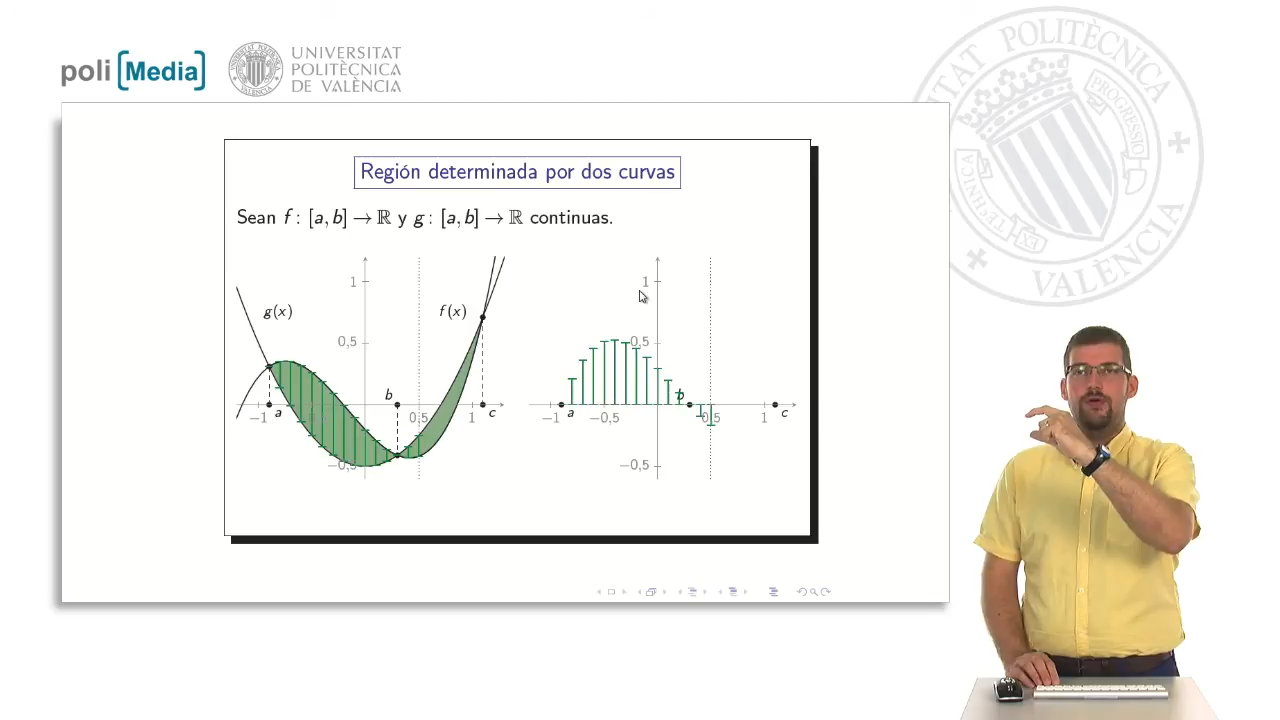 poli [Media]
UNIVERSITAT
POLITÈCNICA
DE VALÈNCIA
Región determinada por dos curvas
Sean f : [a, b] → ℝ y g : [a, b] → ℝ continuas.
g(x)
f(x)
1
0,5
−1
a
b
0,5
c
1
−0,5
1
0,5
−1
a
−0,5
b
0,5
1
c
−0,5